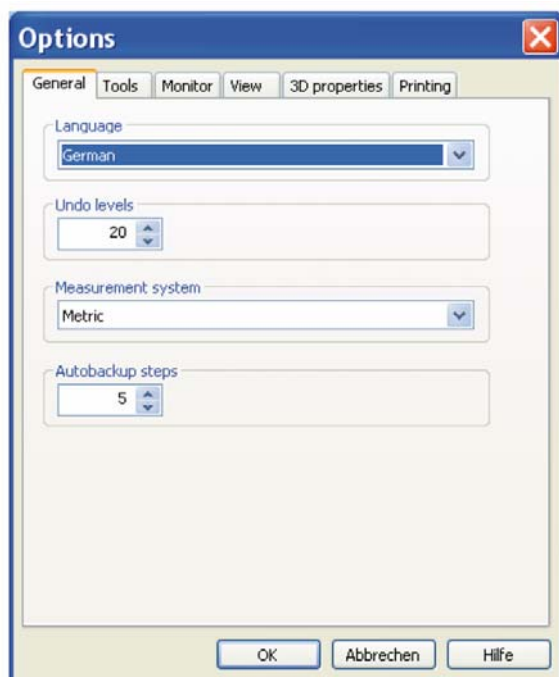 Options
General Tools Monitor View 3D properties Printing
Language
German
Undo levels
20
Measurement system
Metric
Autobackup steps
5
OK Abbrechen Hilfe